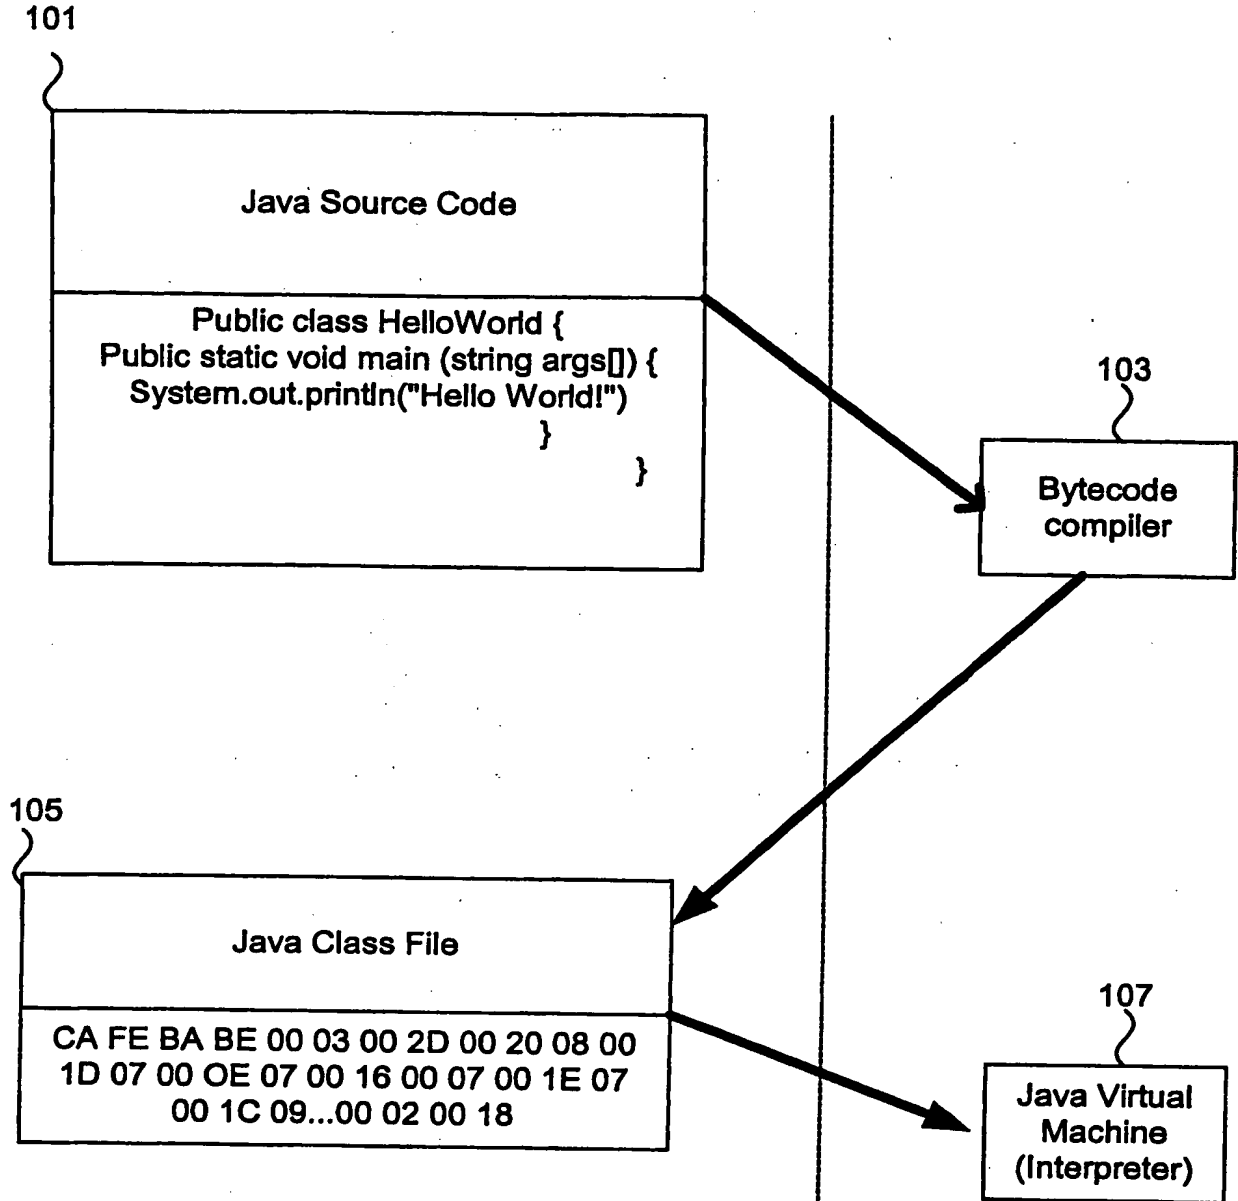 101
Java Source Code
Public class HelloWorld {
Public static void main (string args[]) {
System.out.println("Hello World!")
}
}
103
Bytecode
compiler
105
Java Class File
CA FE BA BE 00 03 00 2D 00 20 08 00
1D 07 00 OE 07 00 16 00 07 00 1E 07
00 1C 09...00 02 00 18
107
Java Virtual
Machine
(Interpreter)